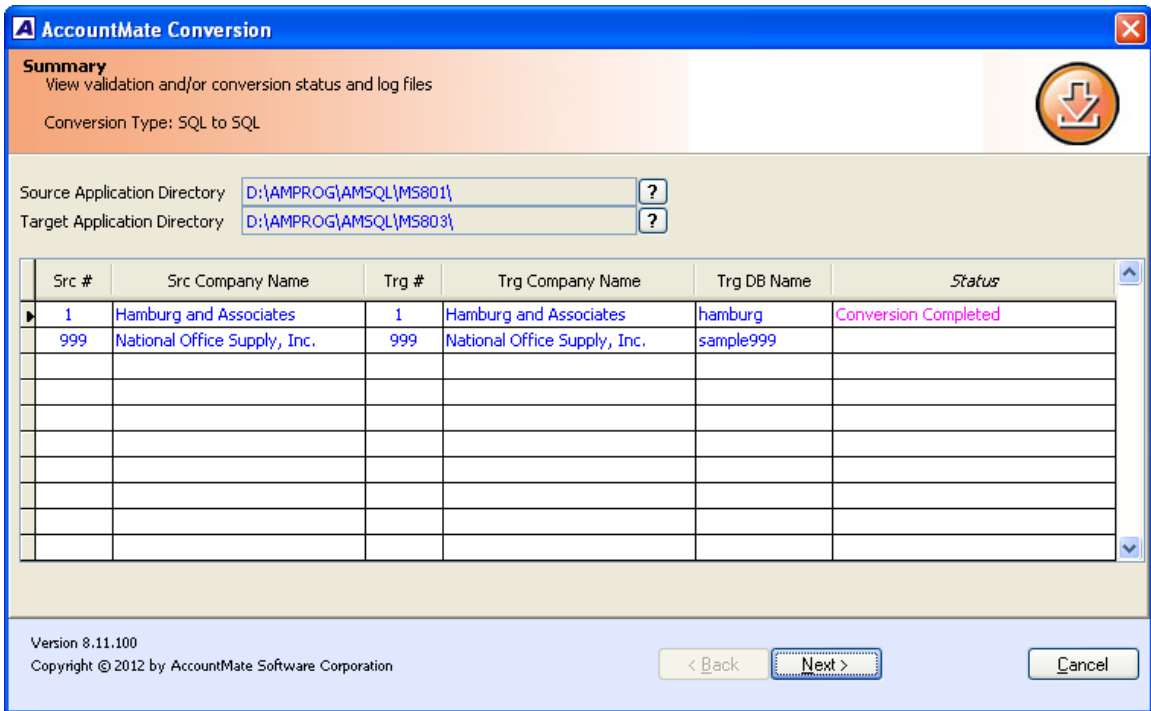 A AccountMate Conversion
Summary
View validation and/or conversion status and log files
Conversion Type: SQL to SQL
Source Application Directory D:\AMPROG\AMSQL\MS801\ ?
Target Application Directory D:\AMPROG\AMSQL\MS803\ ?
Src # Src Company Name Trg # Trg Company Name Trg DB Name Status
1 Hamburg and Associates 1 Hamburg and Associates hamburg Conversion Completed
999 National Office Supply, Inc. 999 National Office Supply, Inc. sample999
Version 8.11.100
Copyright © 2012 by AccountMate Software Corporation
< Back Next > Cancel